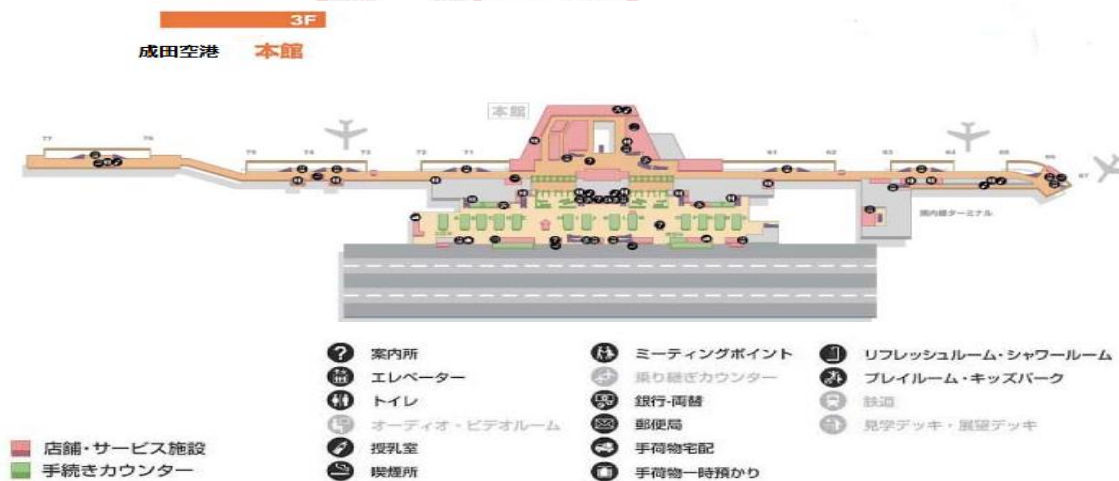 3F
成田空港 本館
本館
77 76 75 74 73 72 71 61 62 63 64 65 66 67
国内線ターミナル
案内所
エレベーター
トイレ
オーディオ・ビデオルーム
授乳室
喫煙所
ミーティングポイント
乗り継ぎカウンター
銀行・両替
郵便局
手荷物宅配
手荷物一時預かり
リフレッシュルーム・シャワールーム
プレイルーム・キッズパーク
鉄道
見学デッキ・展望デッキ
店舗・サービス施設
手続きカウンター